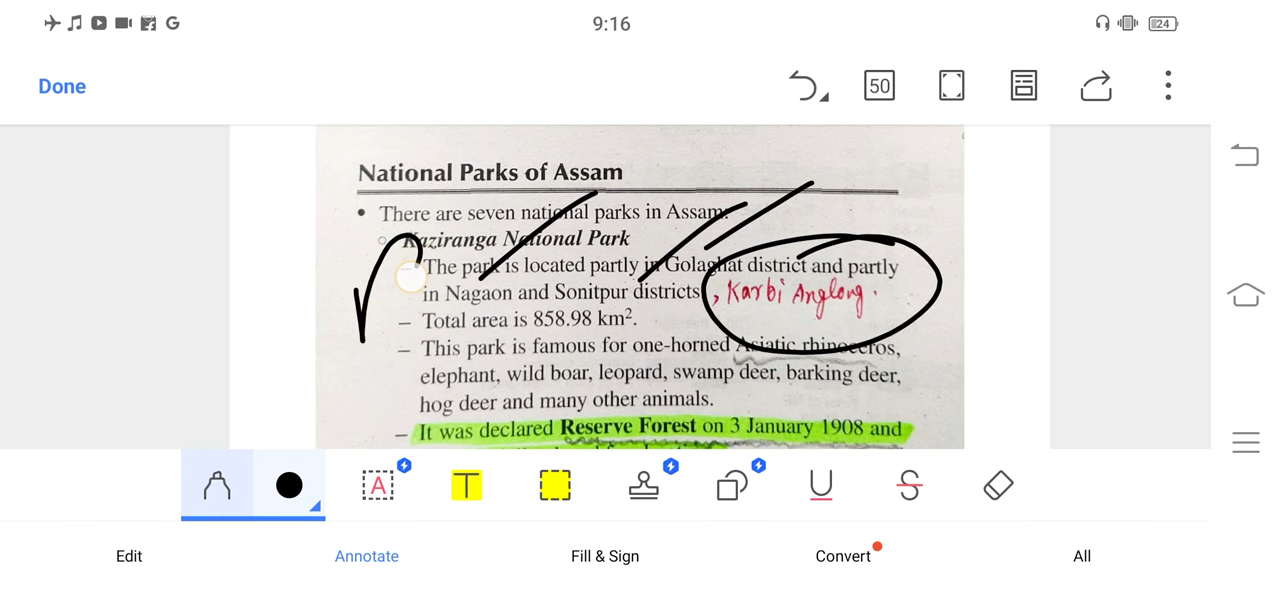 9:16
24
Done
50
National Parks of Assam
• There are seven national parks in Assam.
○ Kaziranga National Park
– The park is located partly in Golaghat district and partly
in Nagaon and Sonitpur districts, Karbi Anglong.
– Total area is 858.98 km².
– This park is famous for one-horned Asiatic rhinoceros,
elephant, wild boar, leopard, swamp deer, barking deer,
hog deer and many other animals.
– It was declared Reserve Forest on 3 January 1908 and
A T U S
Edit Annotate Fill & Sign Convert All